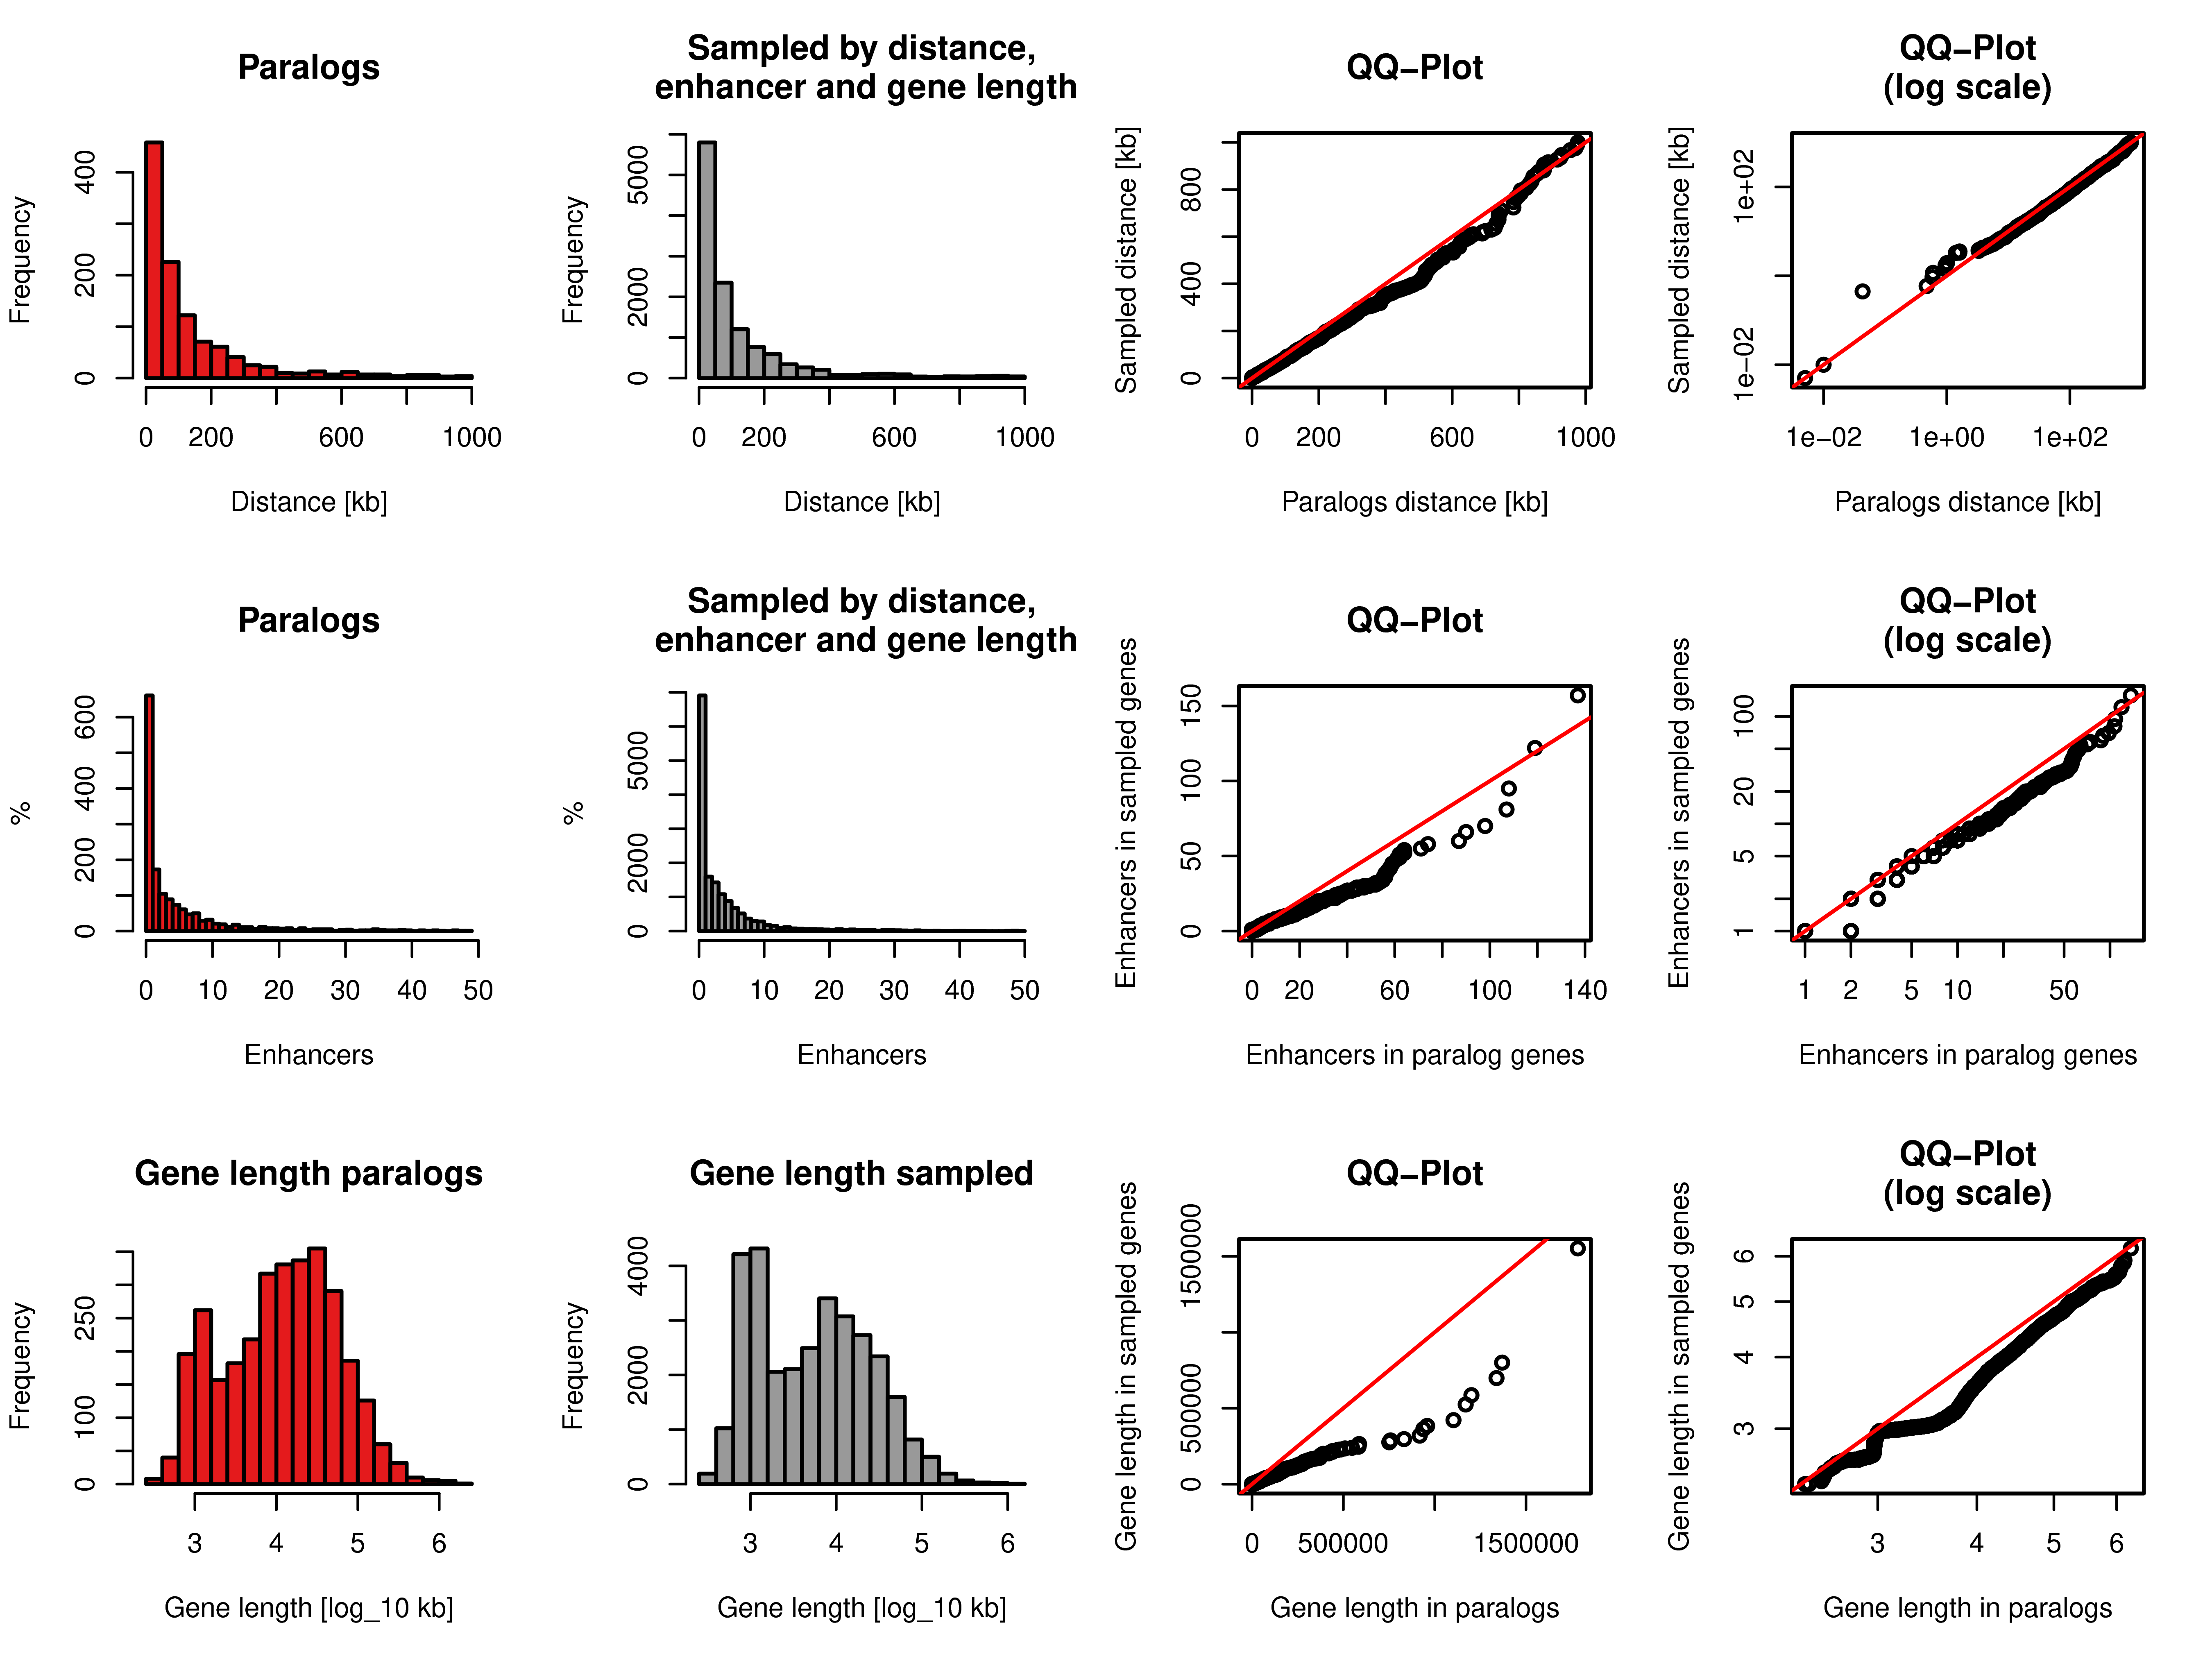 Paralogs
Frequency
0
200
400
0
200
600
1000
Distance [kb]
Sampled by distance,
enhancer and gene length
Frequency
0
2000
5000
0
200
600
1000
Distance [kb]
QQ−Plot
Sampled distance [kb]
0
400
800
0
200
600
1000
Paralogs distance [kb]
QQ−Plot
(log scale)
Sampled distance [kb]
1e−02
1e+02
1e−02
1e+00
1e+02
Paralogs distance [kb]
Paralogs
%
0
200
400
600
0
10
20
30
40
50
Enhancers
Sampled by distance,
enhancer and gene length
%
0
2000
5000
0
10
20
30
40
50
Enhancers
QQ−Plot
Enhancers in sampled genes
0
50
100
150
0
20
60
100
140
Enhancers in paralog genes
QQ−Plot
(log scale)
Enhancers in sampled genes
1
5
20
100
1
2
5
10
50
Enhancers in paralog genes
Gene length paralogs
Frequency
0
100
250
3
4
5
6
Gene length [log_10 kb]
Gene length sampled
Frequency
0
2000
4000
3
4
5
6
Gene length [log_10 kb]
QQ−Plot
Gene length in sampled genes
0
500000
1500000
0
500000
1500000
Gene length in paralogs
QQ−Plot
(log scale)
Gene length in sampled genes
3
4
5
6
3
4
5
6
Gene length in paralogs